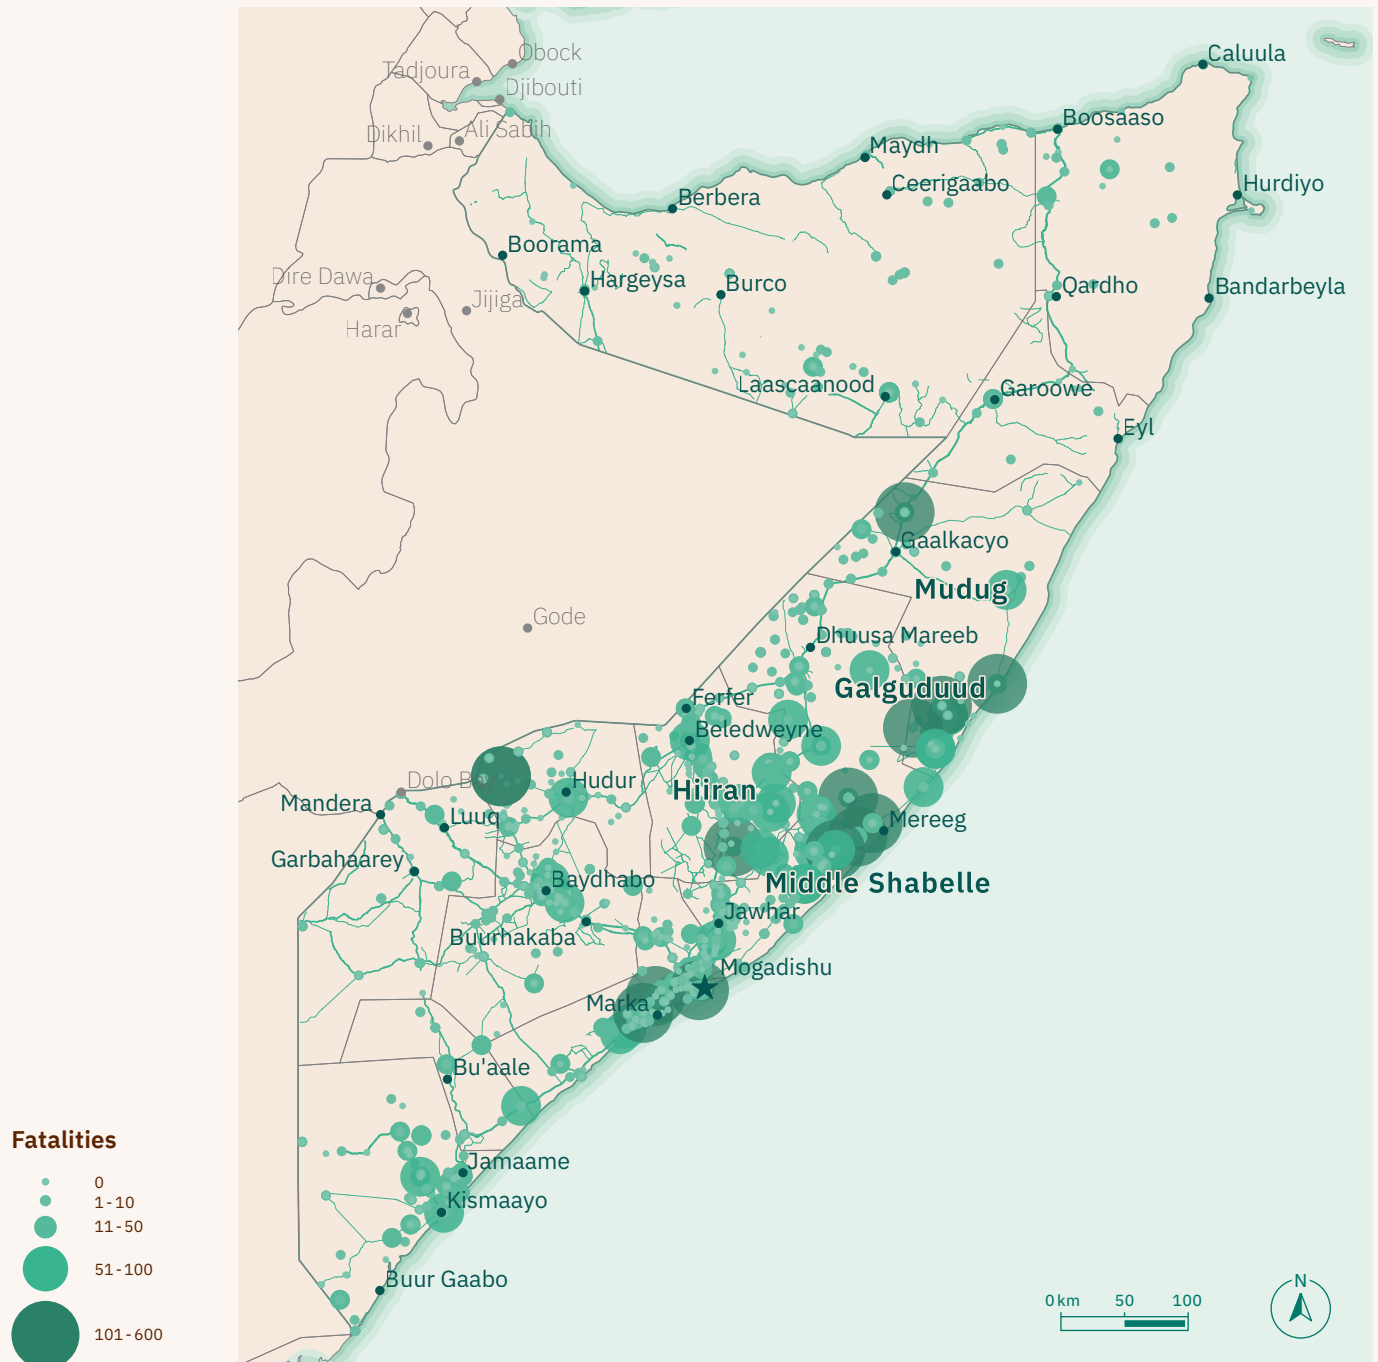 Obock
Caluula
Tadjoura
Djibouti
Boosaaso
Dikhil
Ali Sabih
Maydh
Ceerigaabo
Hurdiyo
Berbera
Boorama
Dire Dawa
Hargeysa
Burco
Qardho
Bandarbeyla
Jijiga
Harar
Laascaanood
Garoowe
Eyl
Gaalkacyo
Mudug
Gode
Dhuusa Mareeb
Galguduud
Ferfer
Beledweyne
Dolo Bay
Hudur
Hiiran
Mandera
Luuq
Mereeg
Garbahaarey
Baydhabo
Middle Shabelle
Jawhar
Buurhakaba
Mogadishu
Marka
Bu'aale
Fatalities
Jamaame
0
1-10
Kismaayo
11-50
51-100
Buur Gaabo
N
0 km 50 100
101-600